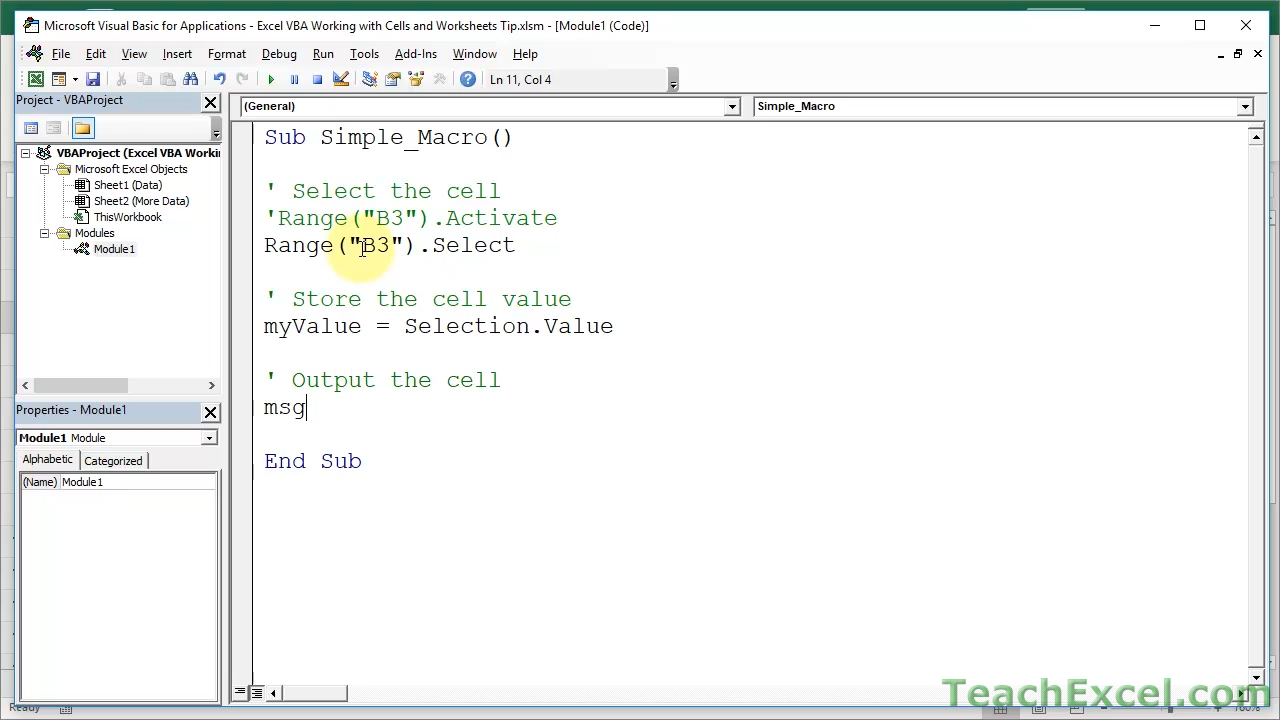 Microsoft Visual Basic for Applications - Excel VBA Working with Cells and Worksheets Tip.xlsm - [Module1 (Code)]
File Edit View Insert Format Debug Run Tools Add-Ins Window Help
Ln 11, Col 4
Project - VBAProject
(General)
Simple_Macro
VBAProject (Excel VBA Worki
Microsoft Excel Objects
Sheet1 (Data)
Sheet2 (More Data)
ThisWorkbook
Modules
Module1
Properties - Module1
Module1 Module
Alphabetic Categorized
(Name) Module1
Sub Simple_Macro()
' Select the cell
'Range("B3").Activate
Range("B3").Select
' Store the cell value
myValue = Selection.Value
' Output the cell
msg
End Sub
TeachExcel.com
Ready
100%